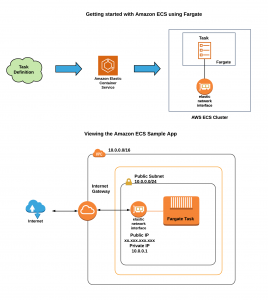 Getting started with Amazon ECS using Fargate
Task
Definition
Amazon Elastic
Container
Service
Task
Fargate
elastic
network
interface
AWS ECS Cluster
Viewing the Amazon ECS Sample App
10.0.0.0/16
Internet
Gateway
Public Subnet
10.0.0.0/24
Internet
elastic
network
interface
Fargate Task
Public IP
xx.xxx.xxx.xxx
Private IP
10.0.0.1